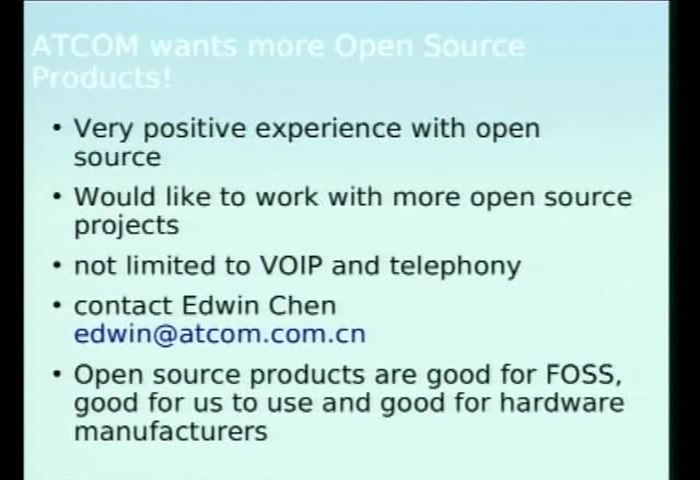 ATCOM wants more Open Source
Products!
• Very positive experience with open
source
• Would like to work with more open source
projects
• not limited to VOIP and telephony
• contact Edwin Chen
edwin@atcom.com.cn
• Open source products are good for FOSS,
good for us to use and good for hardware
manufacturers